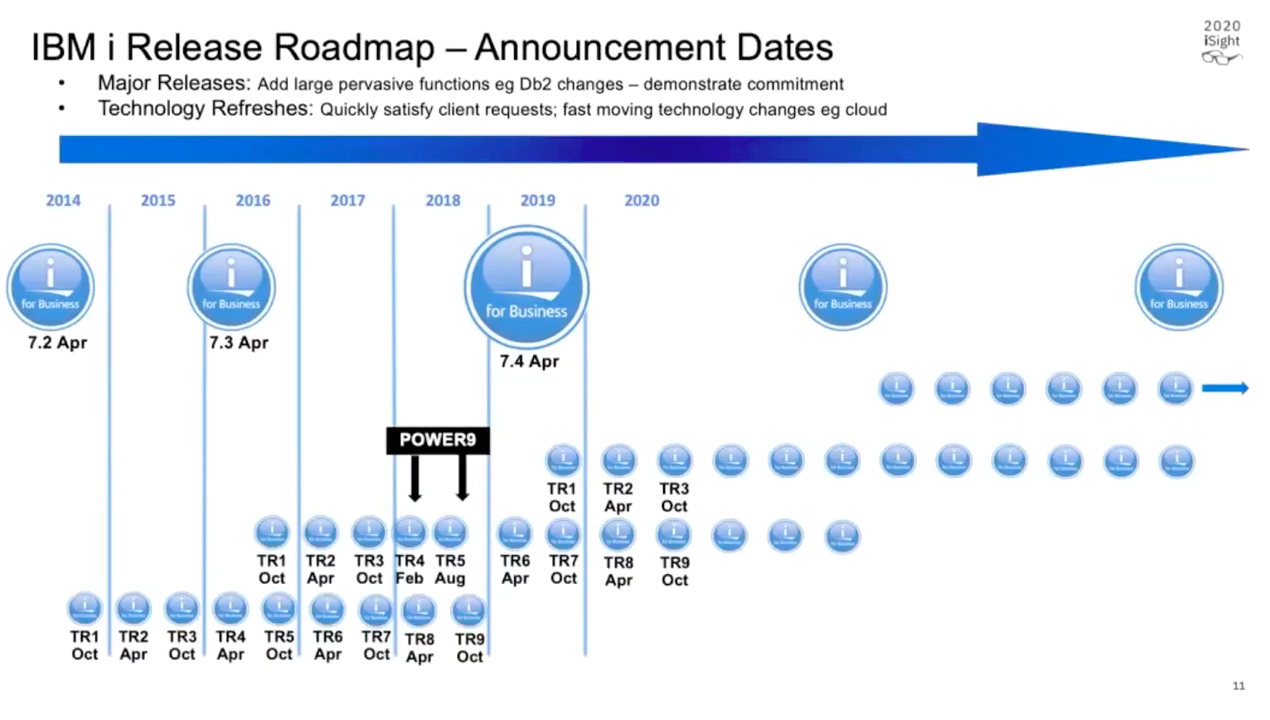 IBM i Release Roadmap – Announcement Dates
2020
iSight
• Major Releases: Add large pervasive functions eg Db2 changes – demonstrate commitment
• Technology Refreshes: Quickly satisfy client requests; fast moving technology changes eg cloud
2014 2015 2016 2017 2018 2019 2020
i i i i i
for Business for Business for Business for Business for Business
7.2 Apr 7.3 Apr 7.4 Apr
POWER9
TR1 TR2 TR3
Oct Apr Oct
TR1 TR2 TR3 TR4 TR5 TR6 TR7 TR8 TR9
Oct Apr Oct Feb Aug Apr Oct Apr Oct
TR1 TR2 TR3 TR4 TR5 TR6 TR7 TR8 TR9
Oct Apr Oct Apr Oct Apr Oct Apr Oct
11